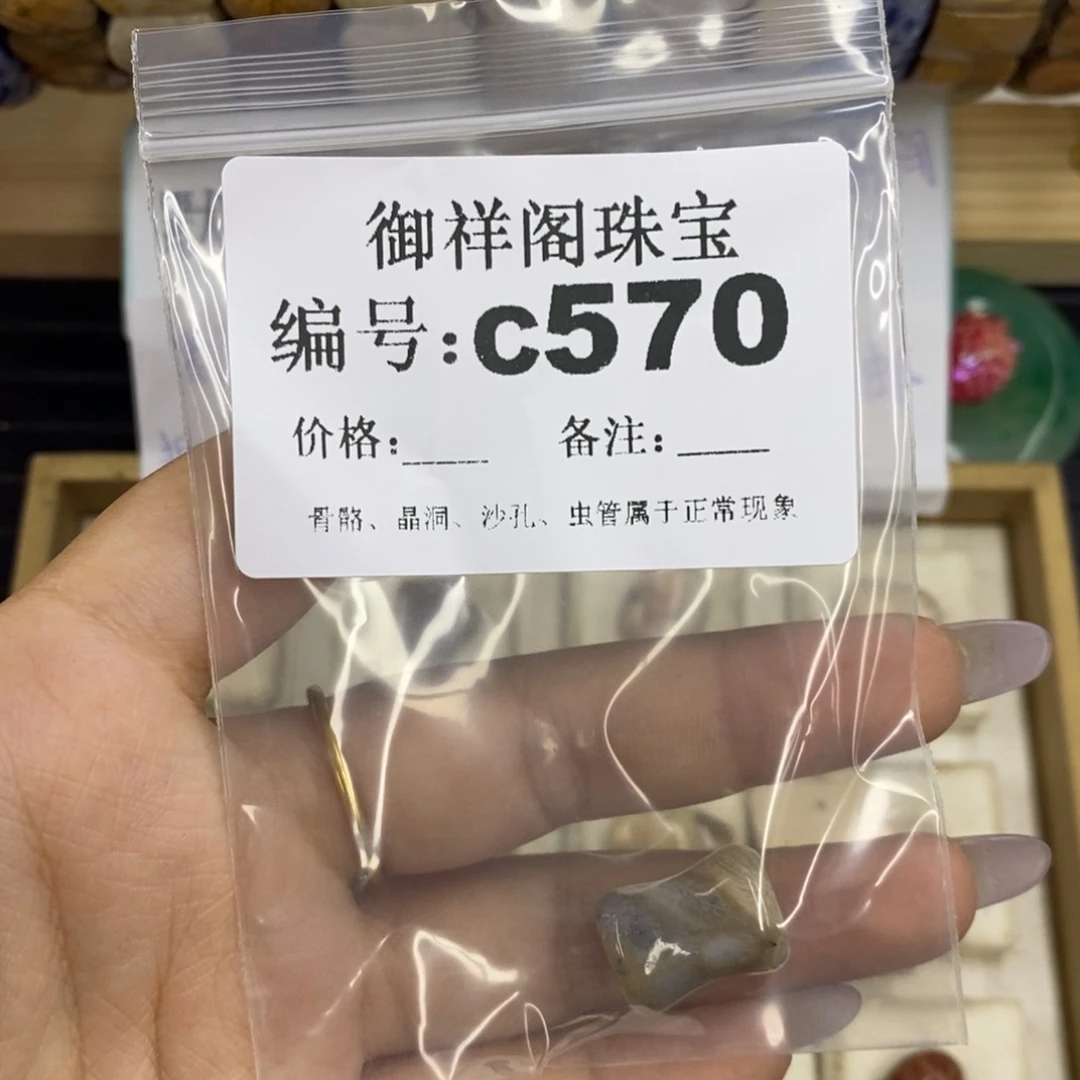 御祥阁珠宝
编号:c570
价格:____ 备注:____
骨骼、晶洞、沙孔、虫管属于正常现象